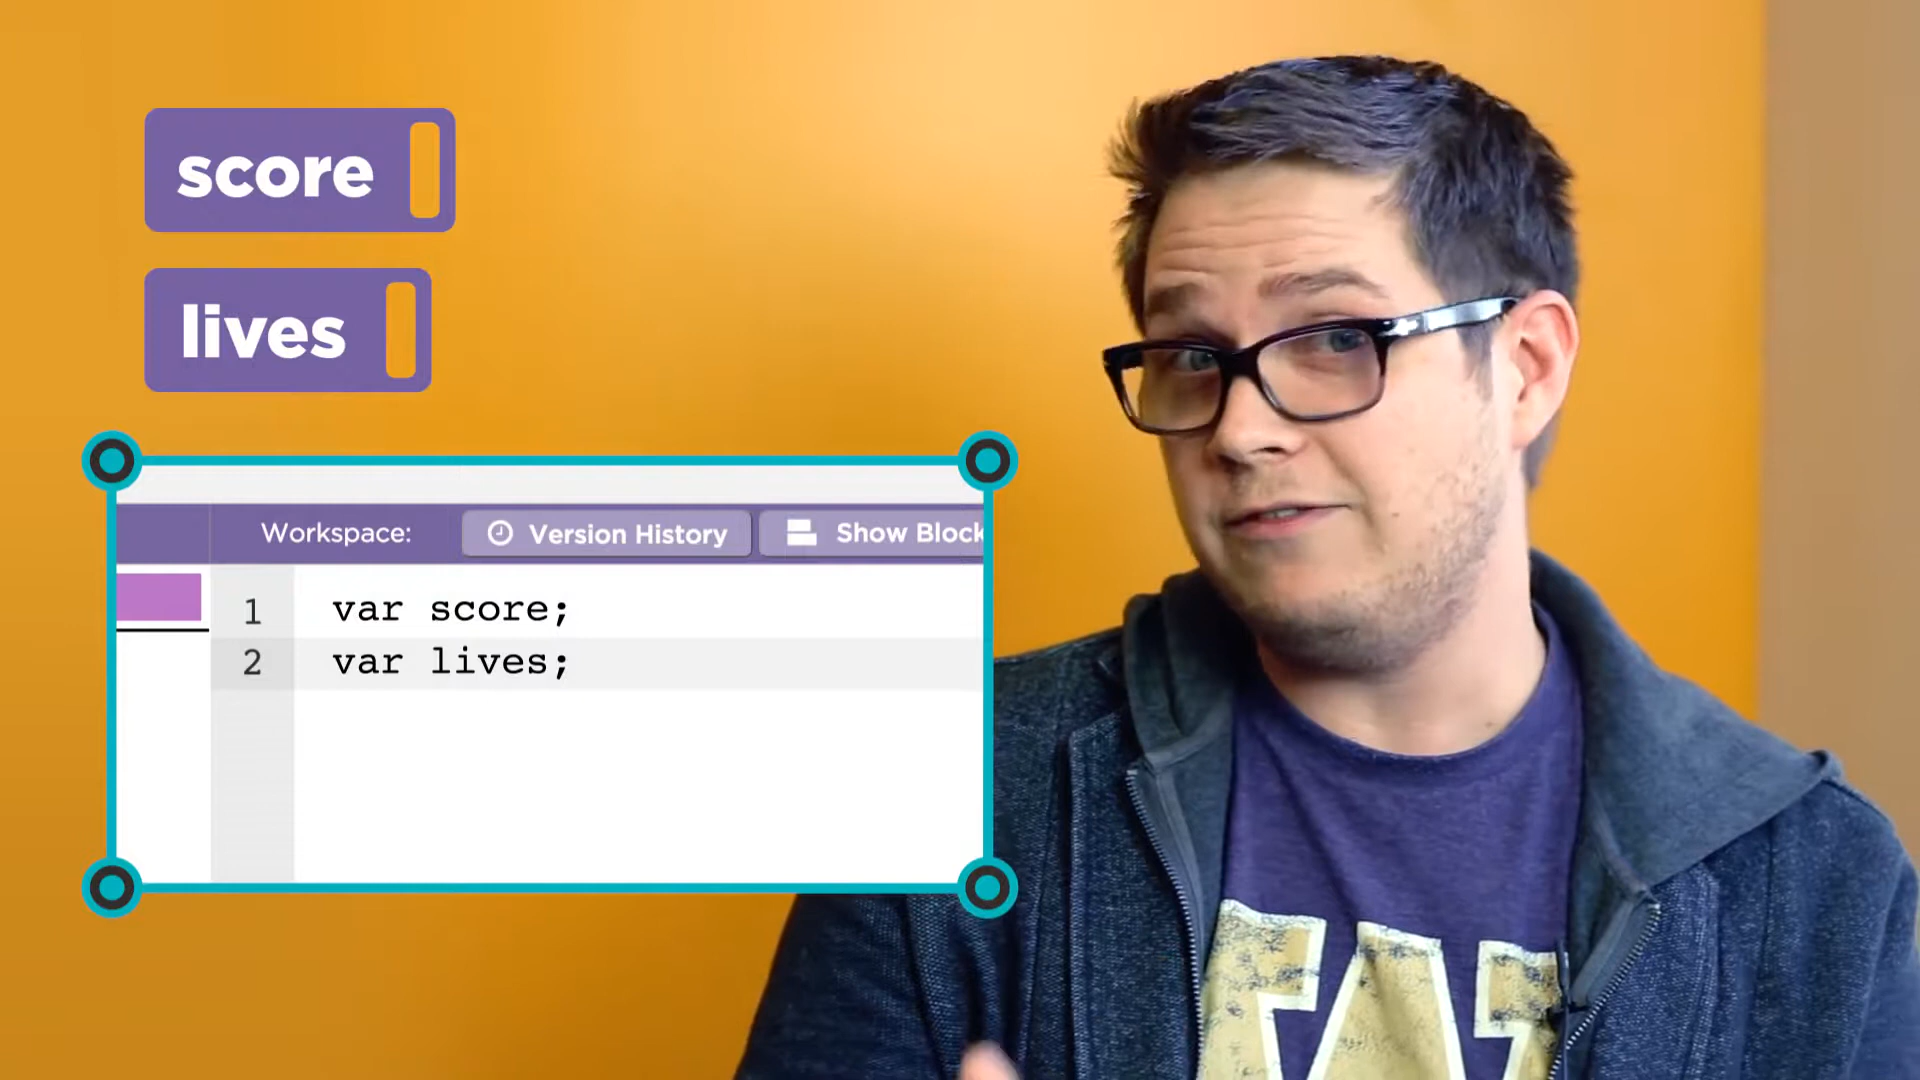 score
lives
Workspace: Version History Show Block
1 var score;
2 var lives;
W